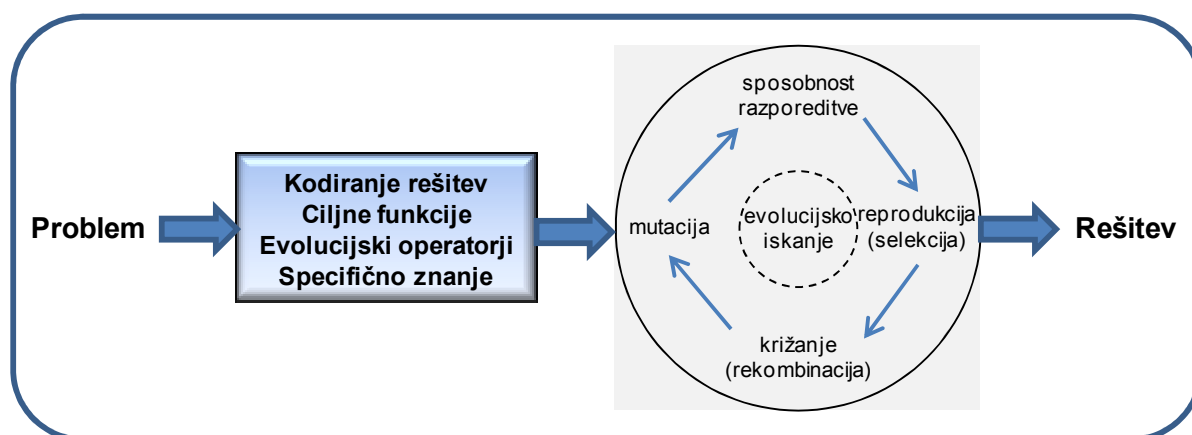 Problem
Kodiranje rešitev
Ciljne funkcije
Evolucijski operatorji
Specifično znanje
sposobnost
razporeditve
mutacija
evolucijsko
iskanje
reprodukcija
(selekcija)
križanje
(rekombinacija)
Rešitev